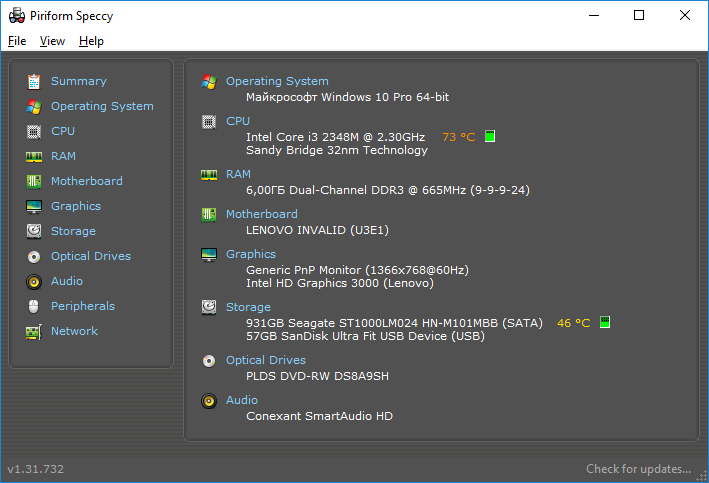 Piriform Speccy
File View Help
Summary
Operating System
CPU
RAM
Motherboard
Graphics
Storage
Optical Drives
Audio
Peripherals
Network
Operating System
Майкрософт Windows 10 Pro 64-bit
CPU
Intel Core i3 2348M @ 2.30GHz 73 °C
Sandy Bridge 32nm Technology
RAM
6,00ГБ Dual-Channel DDR3 @ 665MHz (9-9-9-24)
Motherboard
LENOVO INVALID (U3E1)
Graphics
Generic PnP Monitor (1366x768@60Hz)
Intel HD Graphics 3000 (Lenovo)
Storage
931GB Seagate ST1000LM024 HN-M101MBB (SATA) 46 °C
57GB SanDisk Ultra Fit USB Device (USB)
Optical Drives
PLDS DVD-RW DS8A9SH
Audio
Conexant SmartAudio HD
v1.31.732
Check for updates...